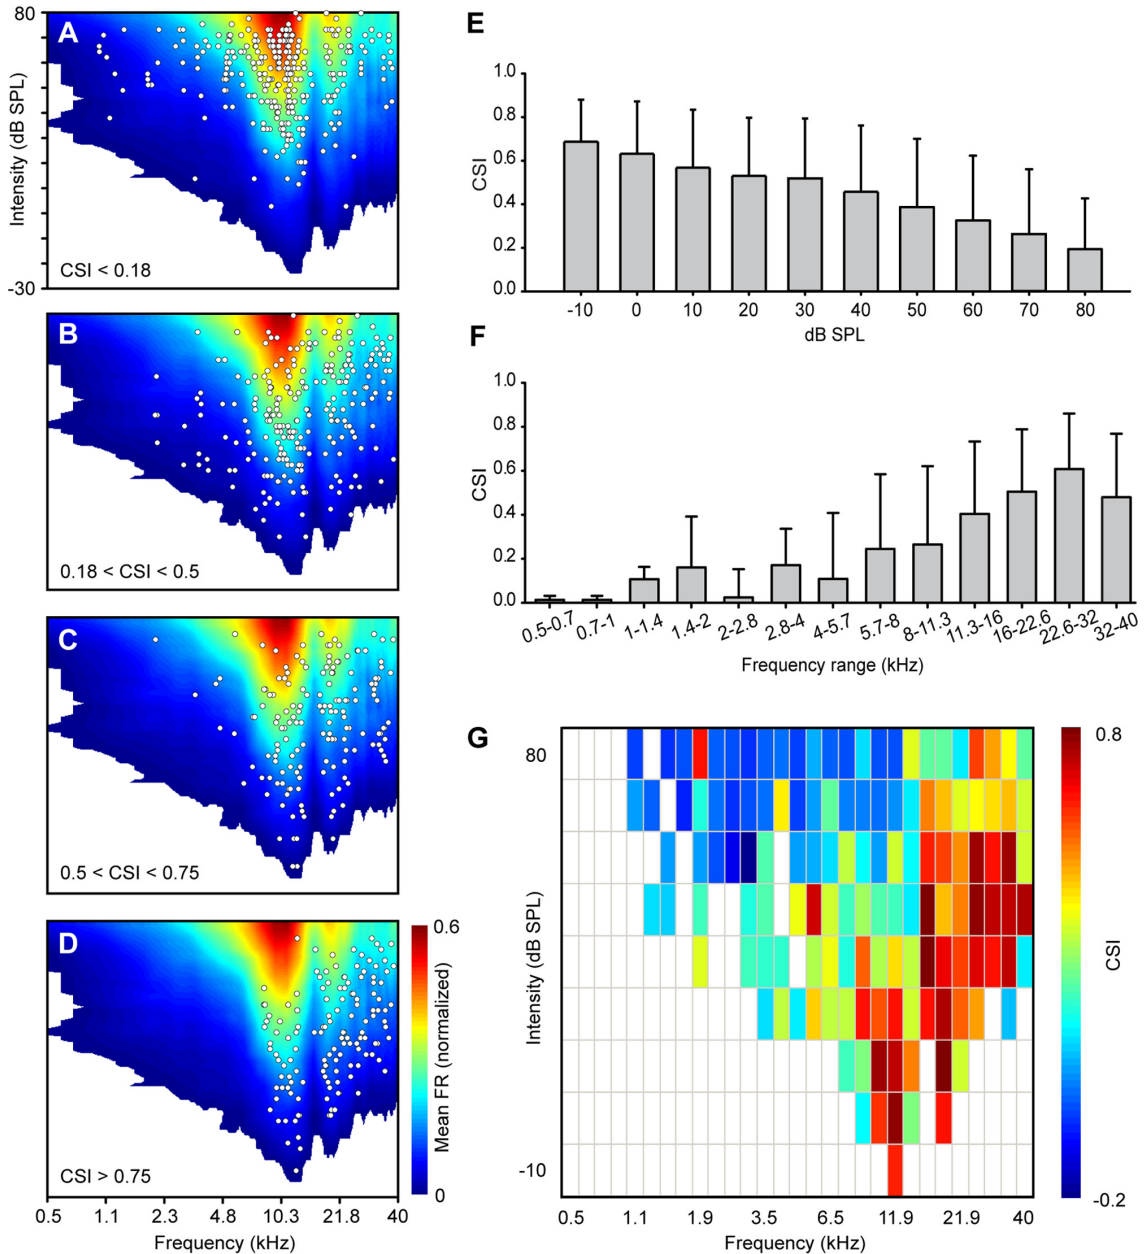 A
80
Intensity (dB SPL)
-30
CSI < 0.18
B
0.18 < CSI < 0.5
C
0.5 < CSI < 0.75
D
CSI > 0.75
0.6
Mean FR (normalized)
0
0.5 1.1 2.3 4.8 10.3 21.8 40
Frequency (kHz)
E
1.0
0.8
0.6
0.4
0.2
0.0
CSI
-10 0 10 20 30 40 50 60 70 80
dB SPL
F
1.0
0.8
0.6
0.4
0.2
0.0
CSI
0.5-0.7 0.7-1 1-1.4 1.4-2 2-2.8 2.8-4 4-5.7 5.7-8 8-11.3 11.3-16 16-22.6 22.6-32 32-40
Frequency range (kHz)
G
80
Intensity (dB SPL)
-10
0.5 1.1 1.9 3.5 6.5 11.9 21.9 40
Frequency (kHz)
0.8
CSI
-0.2